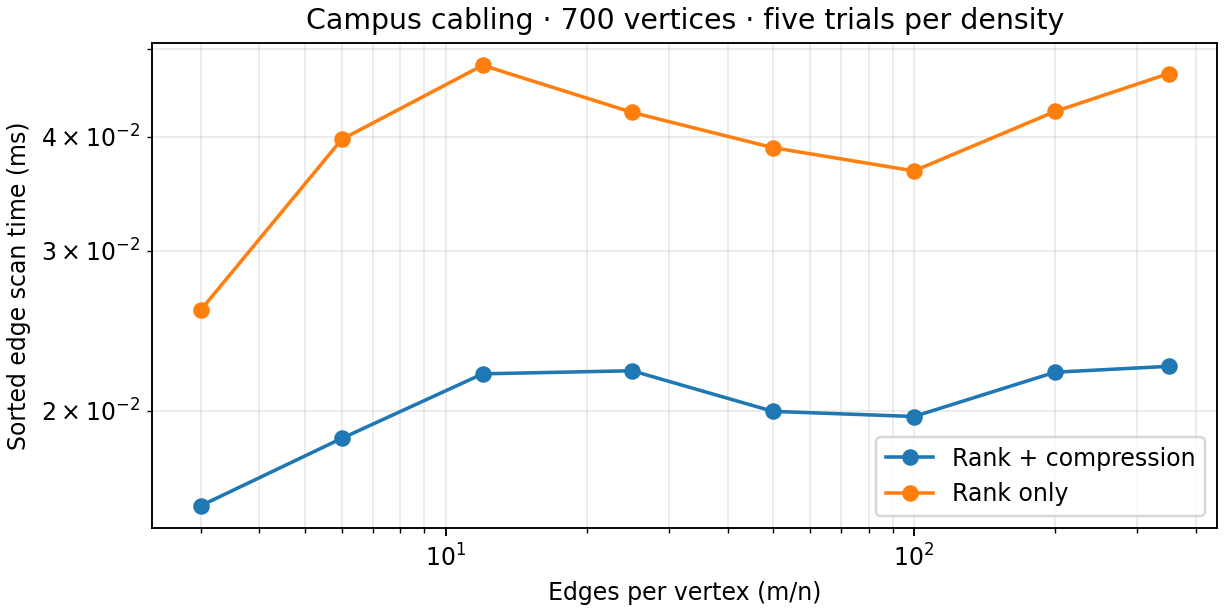 Campus cabling · 700 vertices · five trials per density
Sorted edge scan time (ms)
4 × 10⁻²
3 × 10⁻²
2 × 10⁻²
Rank + compression
Rank only
10¹
10²
Edges per vertex (m/n)